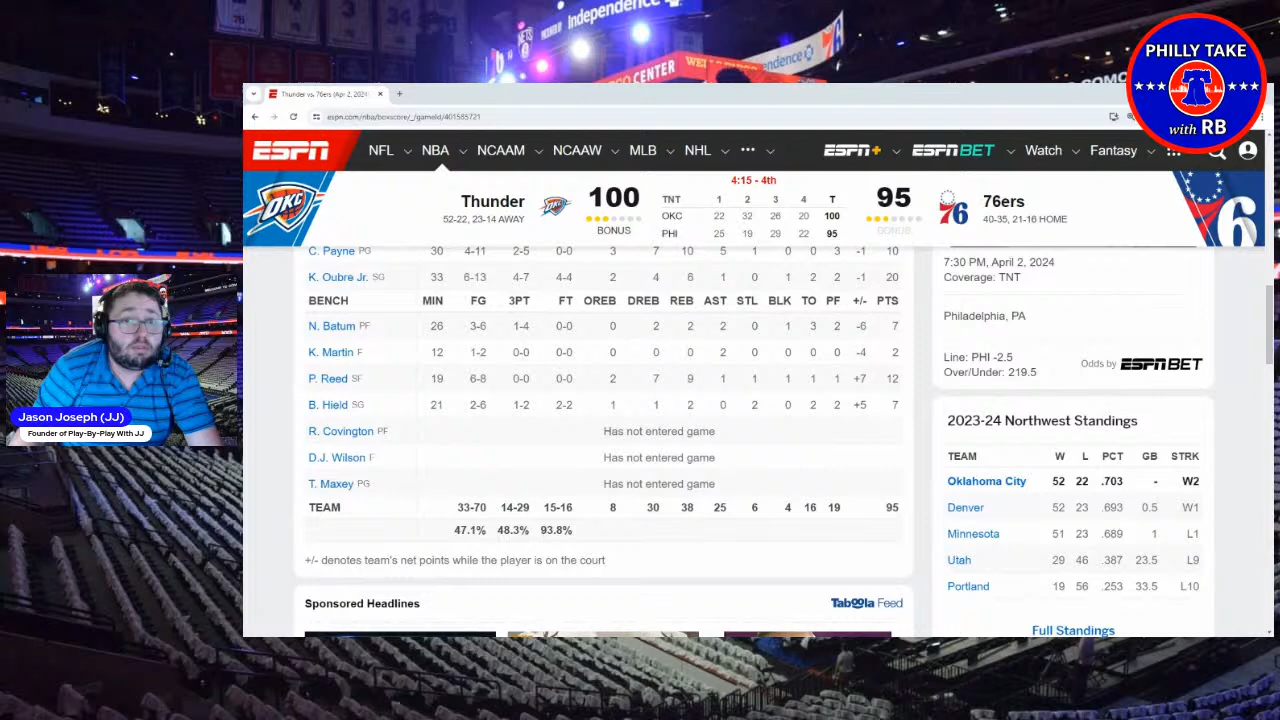 76
NETS
PRESENTED BY
Independence
WELLS FARGO CENTER
ndependence
76
COMC
PHILLY TAKE
with RB
Thunder vs. 76ers (Apr 2, 2024)
espn.com/nba/boxscore/_/gameId/401585721
ESPN NFL NBA NCAAM NCAAW MLB NHL ESPN+ ESPN BET Watch Fantasy
4:15 - 4th
OKC Thunder 100 TNT 1 2 3 4 T 95 76 76ers
52-22, 23-14 AWAY OKC 22 32 26 20 100 40-35, 21-16 HOME
BONUS PHI 25 19 29 22 95 BONUS
C. Payne PG 30 4-11 2-5 0-0 3 7 10 5 1 0 0 3 -1 10
K. Oubre Jr. SG 33 6-13 4-7 4-4 2 4 6 1 0 1 2 2 -1 20
BENCH MIN FG 3PT FT OREB DREB REB AST STL BLK TO PF +/- PTS
N. Batum PF 26 3-6 1-4 0-0 0 2 2 2 0 1 3 2 -6 7
K. Martin F 12 1-2 0-0 0-0 0 0 0 2 0 0 0 0 -4 2
P. Reed SF 19 6-8 0-0 0-0 2 7 9 1 1 1 1 1 +7 12
B. Hield SG 21 2-6 1-2 2-2 1 1 2 0 2 0 2 2 +5 7
R. Covington PF Has not entered game
D.J. Wilson F Has not entered game
T. Maxey PG Has not entered game
TEAM 33-70 14-29 15-16 8 30 38 25 6 4 16 19 95
47.1% 48.3% 93.8%
+/- denotes team's net points while the player is on the court
Sponsored Headlines Taboola Feed
7:30 PM, April 2, 2024
Coverage: TNT
Philadelphia, PA
Line: PHI -2.5
Over/Under: 219.5
Odds by ESPN BET
2023-24 Northwest Standings
TEAM W L PCT GB STRK
Oklahoma City 52 22 .703 - W2
Denver 52 23 .693 0.5 W1
Minnesota 51 23 .689 1 L1
Utah 29 46 .387 23.5 L9
Portland 19 56 .253 33.5 L10
Full Standings
Jason Joseph (JJ)
Founder of Play-By-Play With JJ